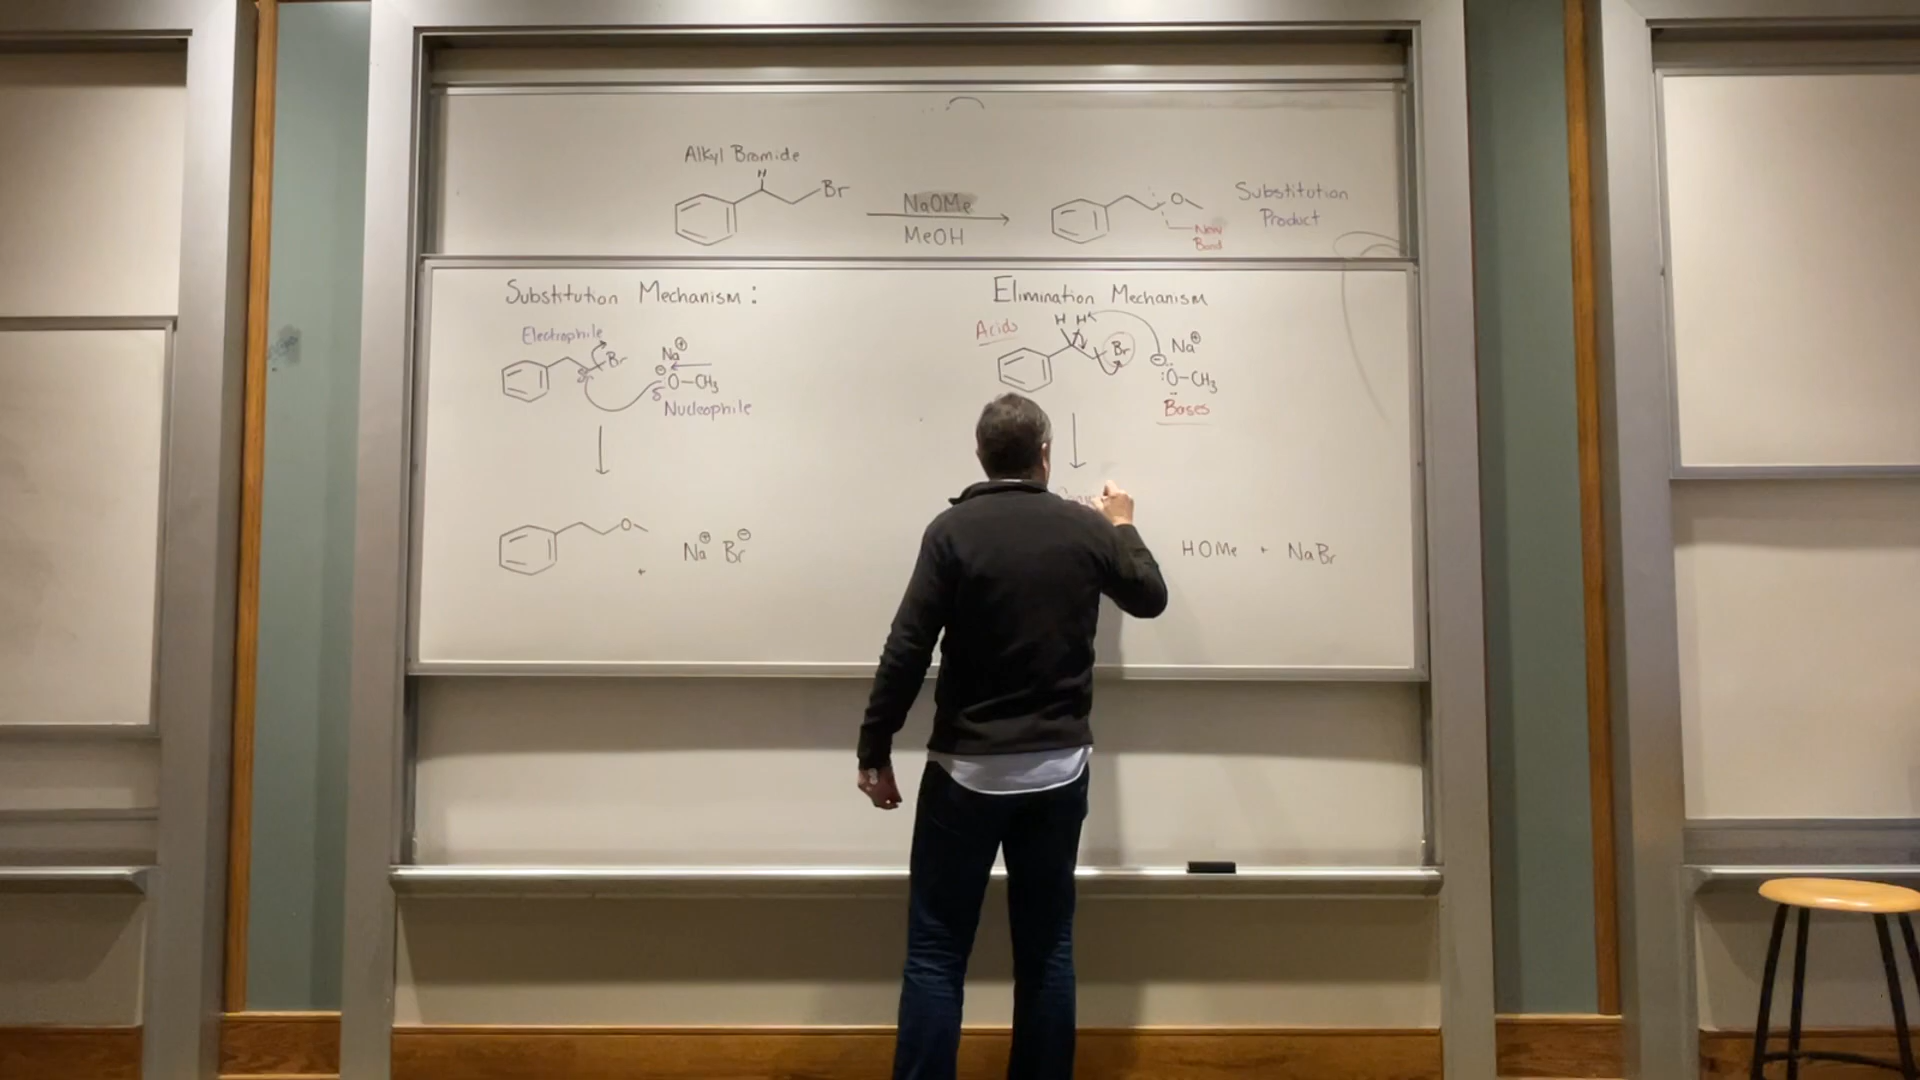 Alkyl Bromide
H
Br
NaOMe
MeOH
O
New
Bond
Substitution
Product
Substitution Mechanism :
Electrophile
Br
δ
Na⊕
⊖
:O-CH₃
δ
Nucleophile
O
+
Na⊕ Br⊖
Elimination Mechanism
Acids
H H
Br
Na⊕
⊖
:O-CH₃
Bases
HOMe + NaBr